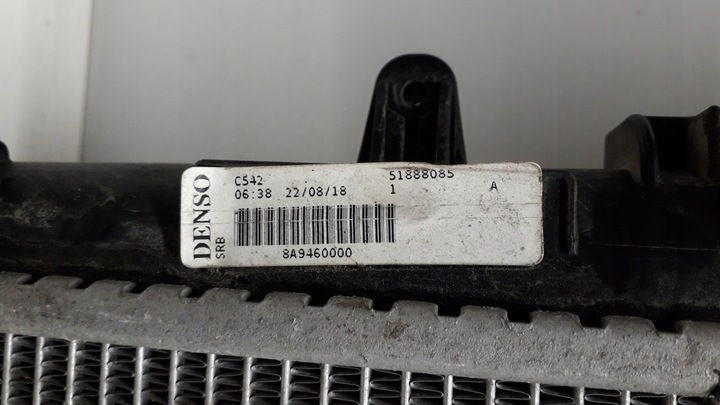 DENSO
SRB
C542 51888085
06:38 22/08/18 1 A
8A9460000